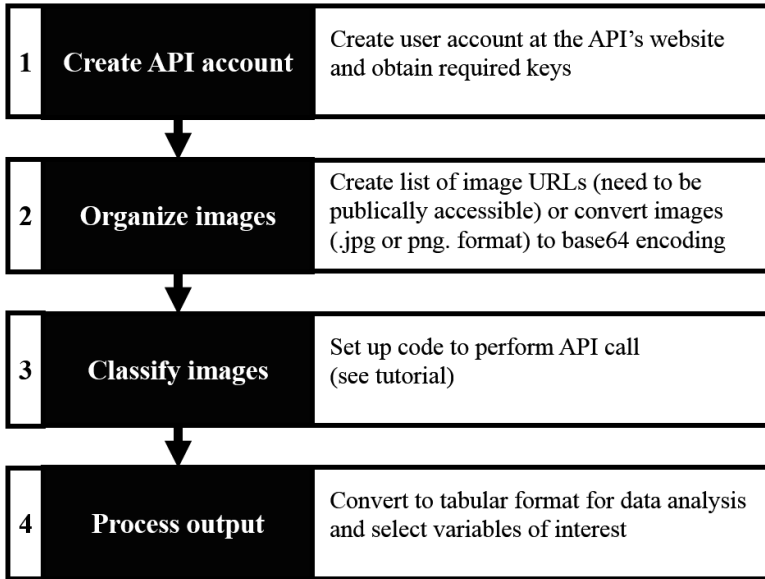 1
Create API account
Create user account at the API's website
and obtain required keys
2
Organize images
Create list of image URLs (need to be
publically accessible) or convert images
(.jpg or png. format) to base64 encoding
3
Classify images
Set up code to perform API call
(see tutorial)
4
Process output
Convert to tabular format for data analysis
and select variables of interest